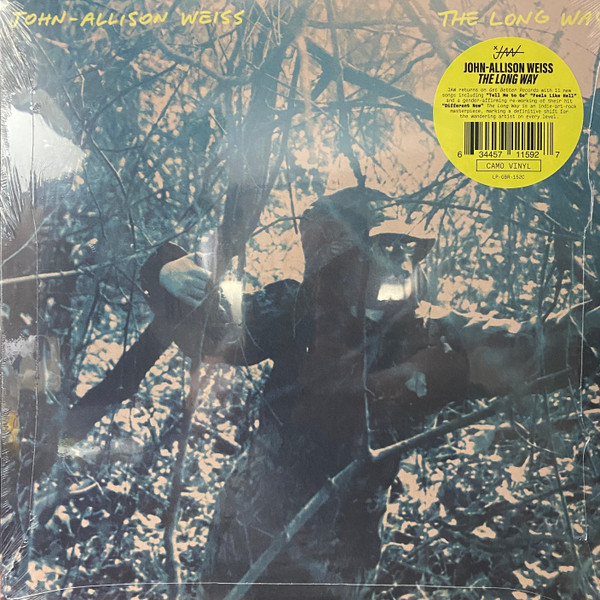 JOHN-ALLISON WEISS THE LONG WAY
JAW
JOHN-ALLISON WEISS
THE LONG WAY
JAW returns on Get Better Records with 11 new
songs including "Tell Me to Go" "Feels Like Hell"
and a gender-affirming re-working of their hit
"Different Now" The Long Way is an indie-art-rock
masterpiece, marking a definitive shift for
the wandering artist on every level.
6 34457 11592 7
CAMO VINYL
LP-GBR-152C